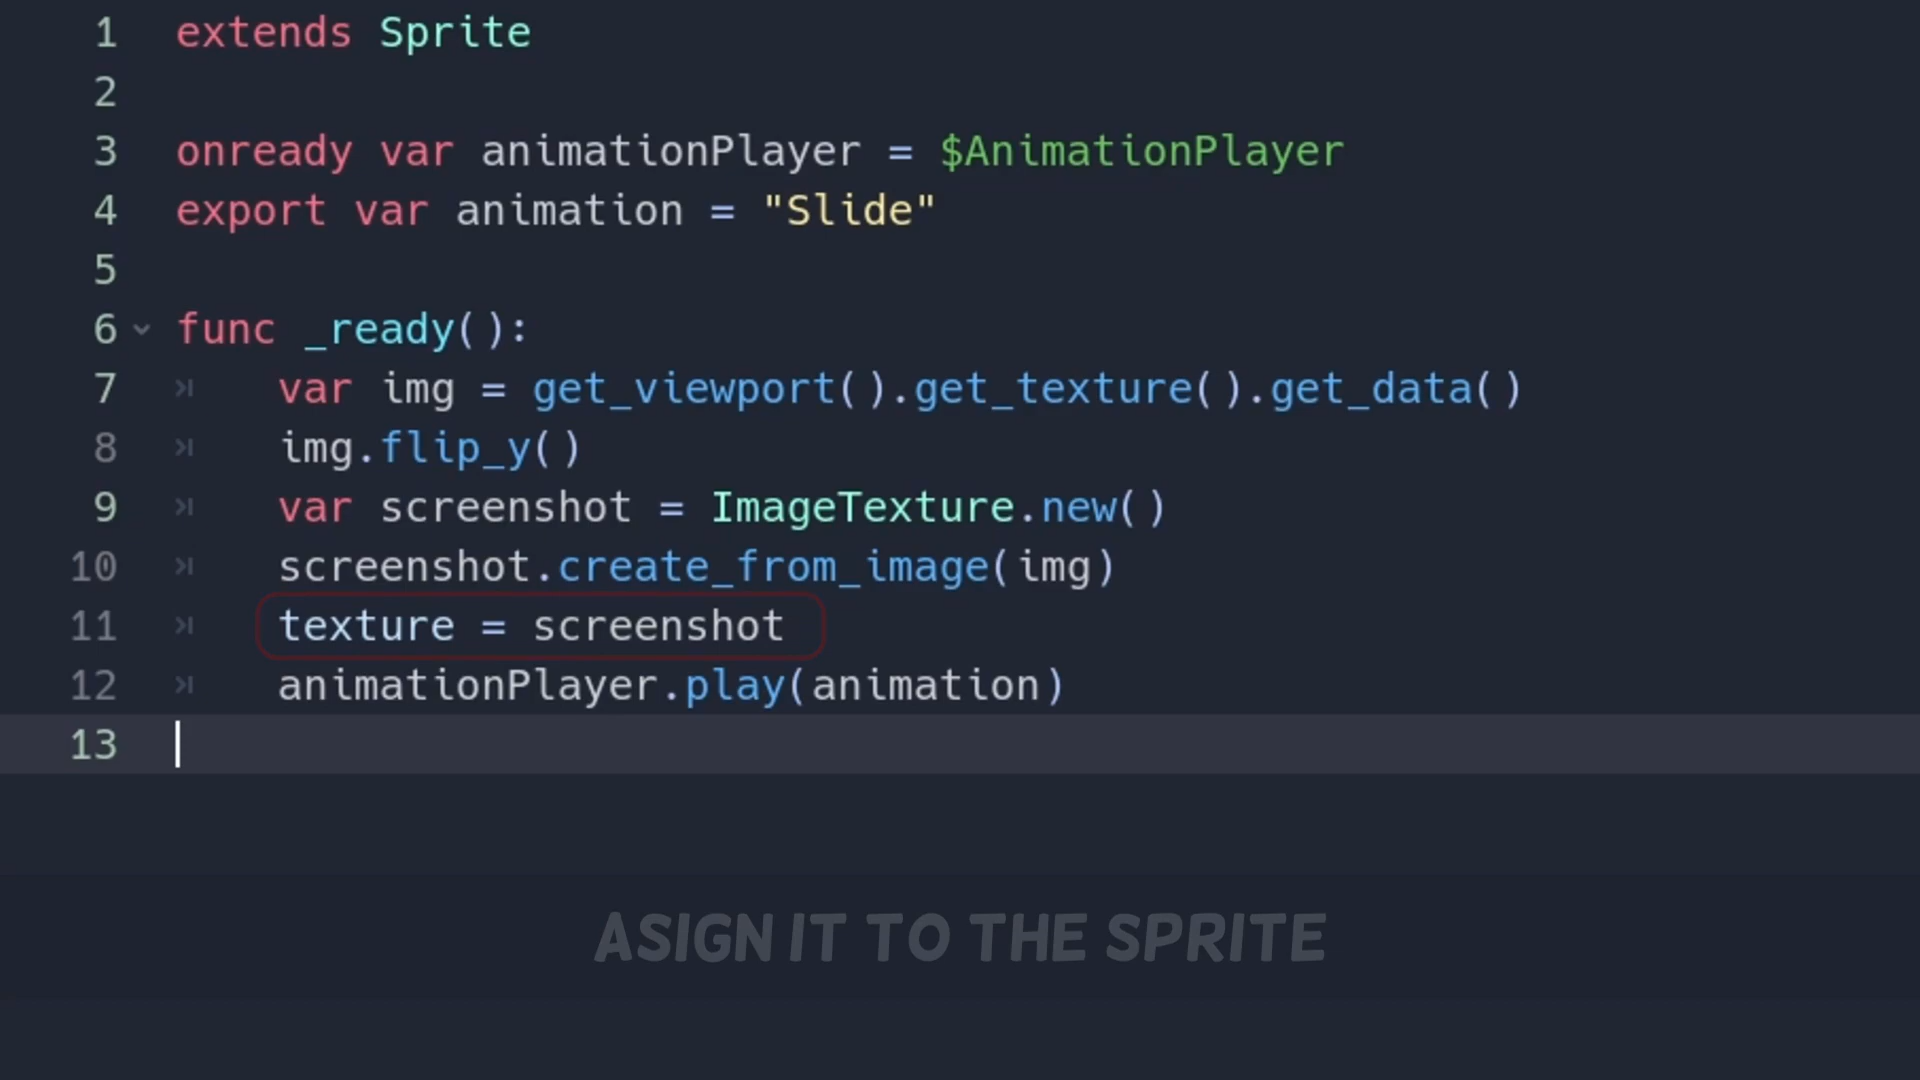 1 extends Sprite
2
3 onready var animationPlayer = $AnimationPlayer
4 export var animation = "Slide"
5
6 func _ready():
7 var img = get_viewport().get_texture().get_data()
8 img.flip_y()
9 var screenshot = ImageTexture.new()
10 screenshot.create_from_image(img)
11 texture = screenshot
12 animationPlayer.play(animation)
13
ASIGN IT TO THE SPRITE